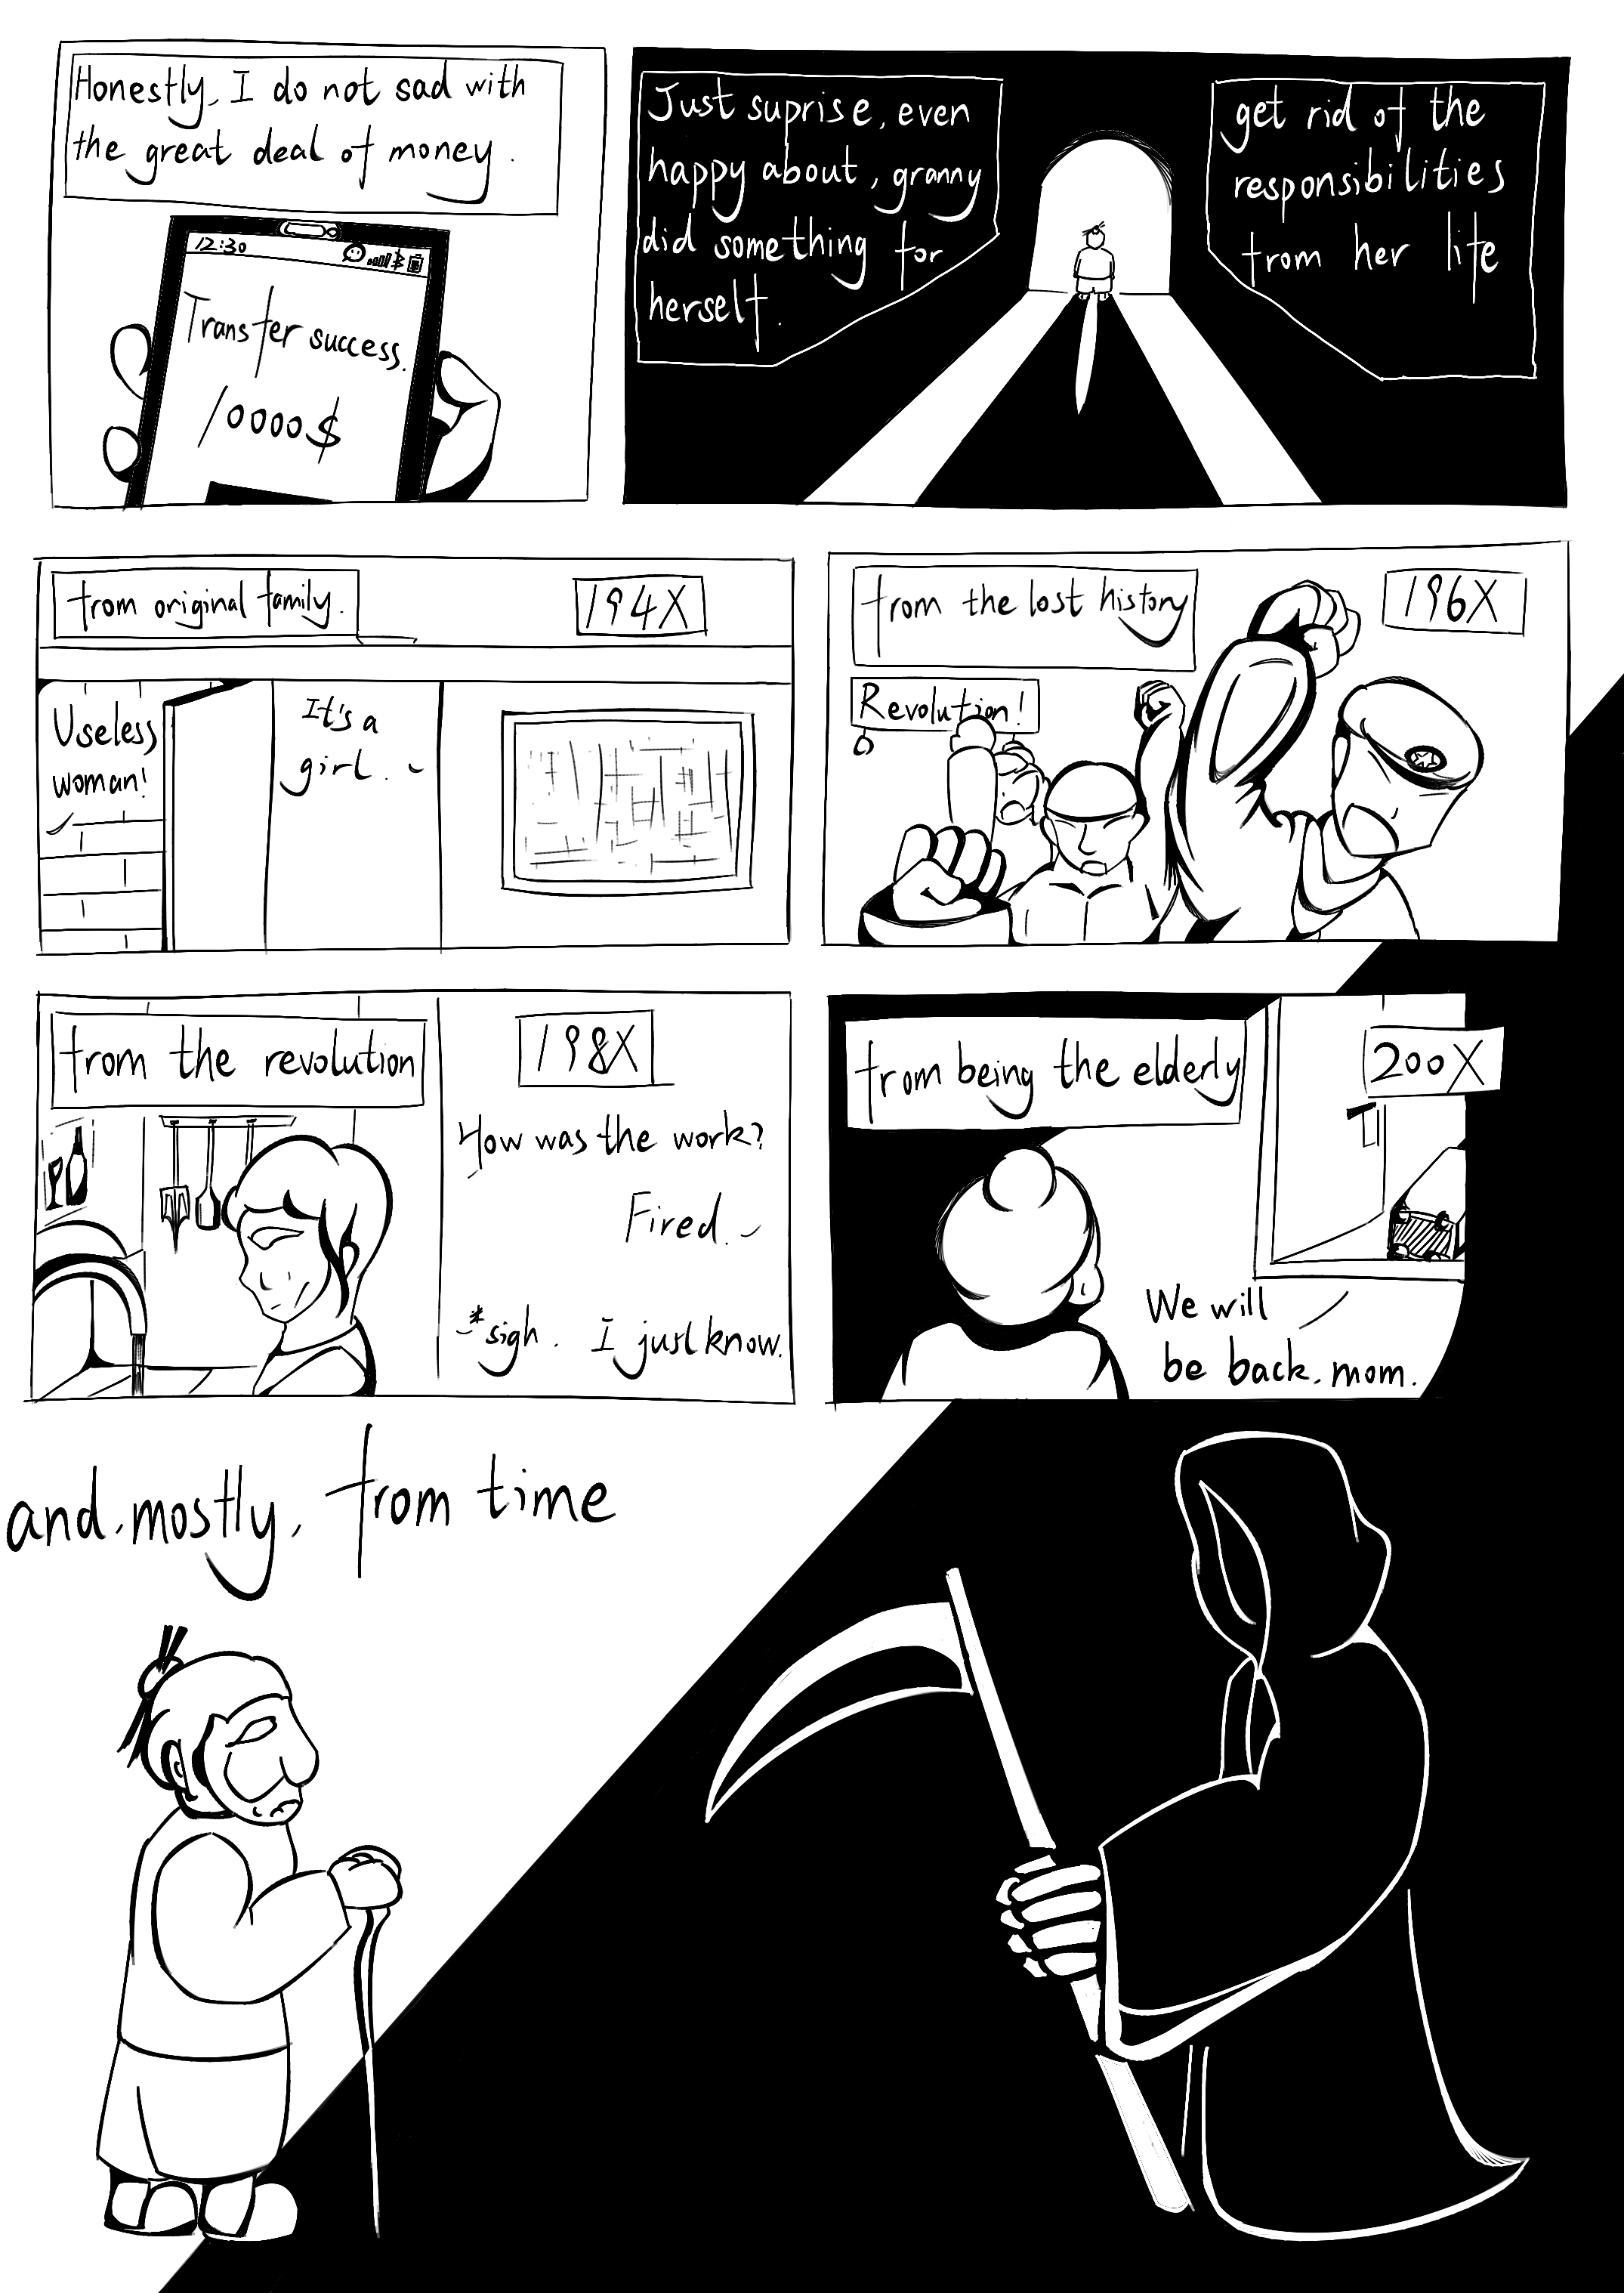 Honestly, I do not sad with
the great deal of money.
12:30
Transfer success.
10000$
Just suprise, even
happy about, granny
did something for
herself.
get rid of the
responsibilities
from her life
from original family.
194X
Useless
woman!
It's a
girl.
from the lost history
196X
Revolution!
from the revolution
198X
How was the work?
Fired.
*sigh. I just know.
from being the elderly
200X
We will
be back, mom.
and, mostly, from time